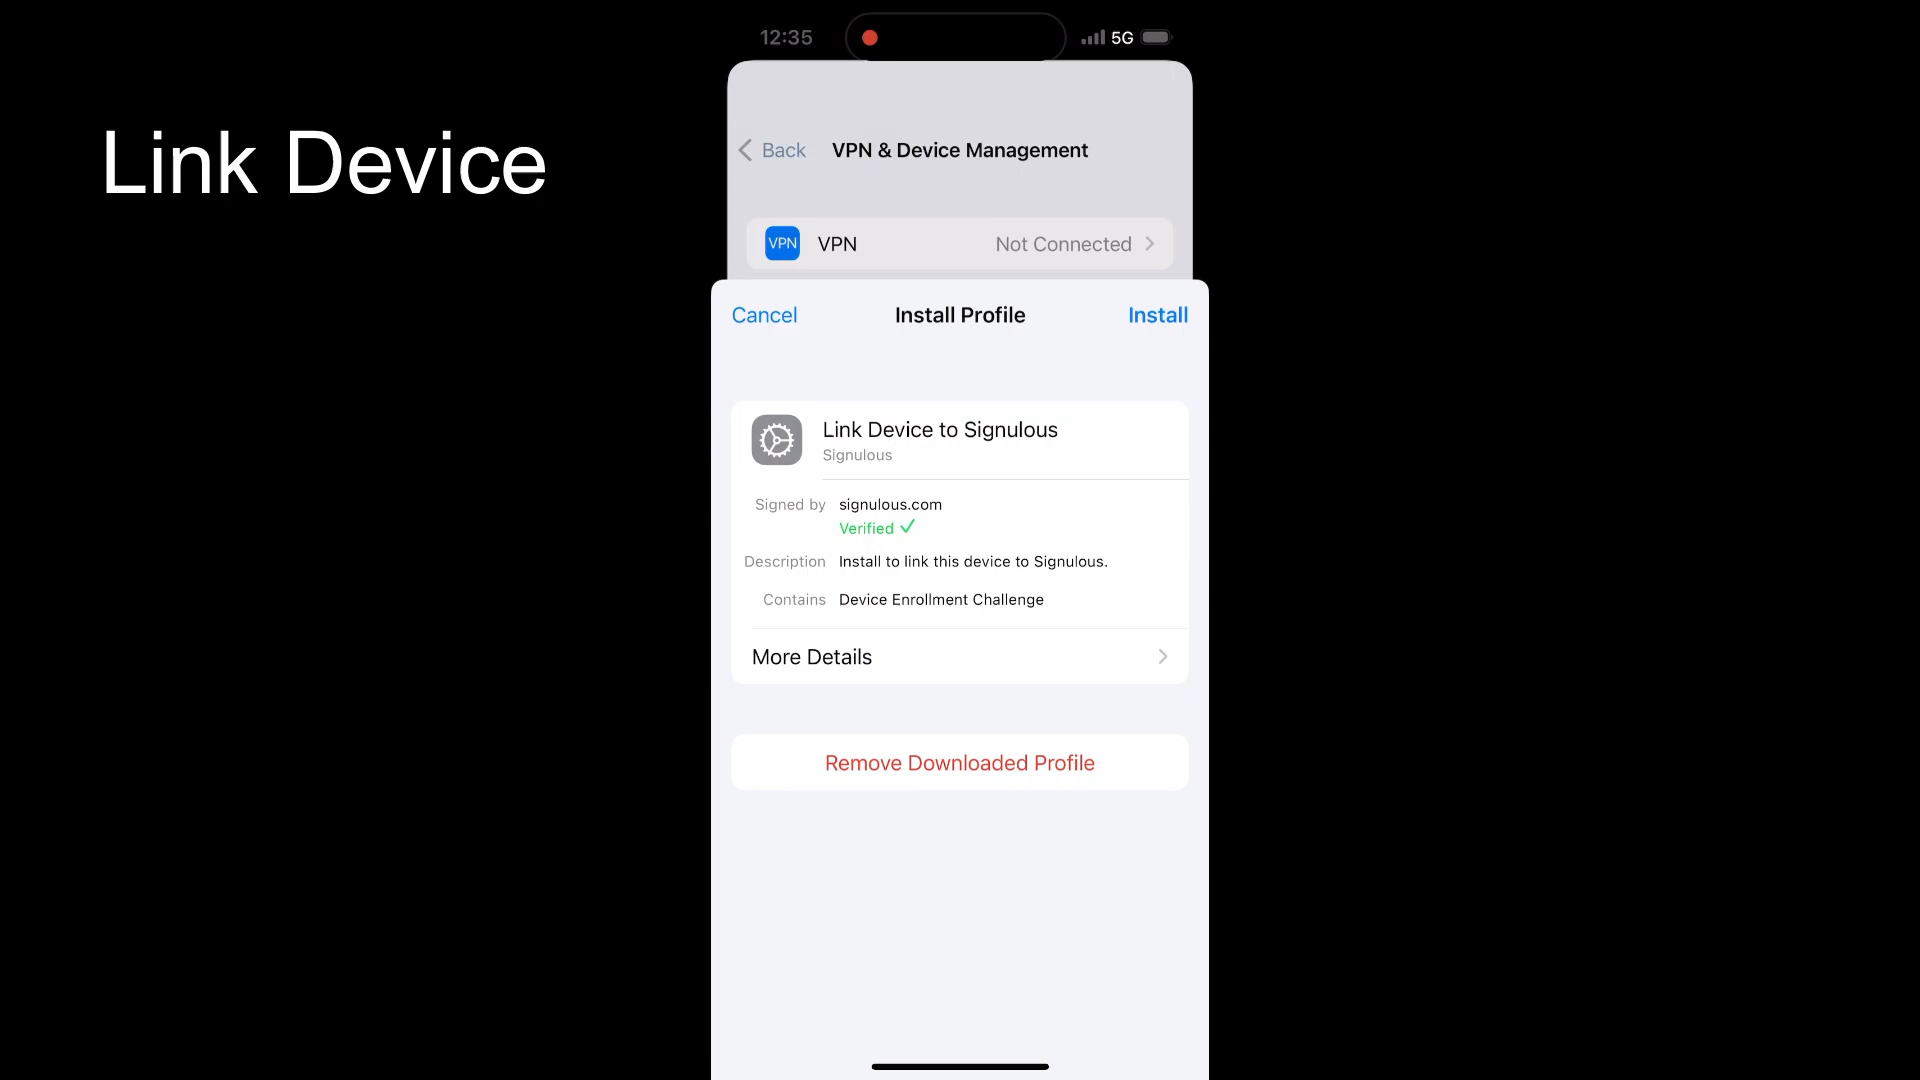 12:35
5G
Link Device
Back
VPN & Device Management
VPN
VPN
Not Connected
Cancel
Install Profile
Install
Link Device to Signulous
Signulous
Signed by
signulous.com
Verified
Description
Install to link this device to Signulous.
Contains
Device Enrollment Challenge
More Details
Remove Downloaded Profile